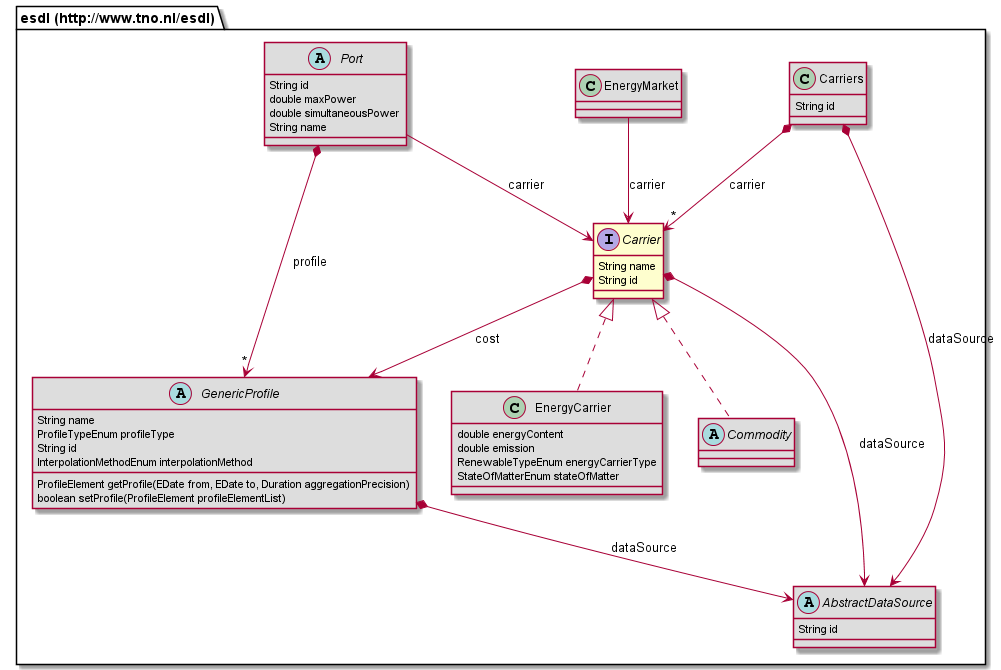 esdl (http://www.tno.nl/esdl)
A Port
String id
double maxPower
double simultaneousPower
String name
C EnergyMarket
C Carriers
String id
carrier
carrier
carrier
*
I Carrier
String name
String id
profile
cost
dataSource
*
A GenericProfile
String name
ProfileTypeEnum profileType
String id
InterpolationMethodEnum interpolationMethod
ProfileElement getProfile(EDate from, EDate to, Duration aggregationPrecision)
boolean setProfile(ProfileElement profileElementList)
C EnergyCarrier
double energyContent
double emission
RenewableTypeEnum energyCarrierType
StateOfMatterEnum stateOfMatter
A Commodity
dataSource
dataSource
A AbstractDataSource
String id